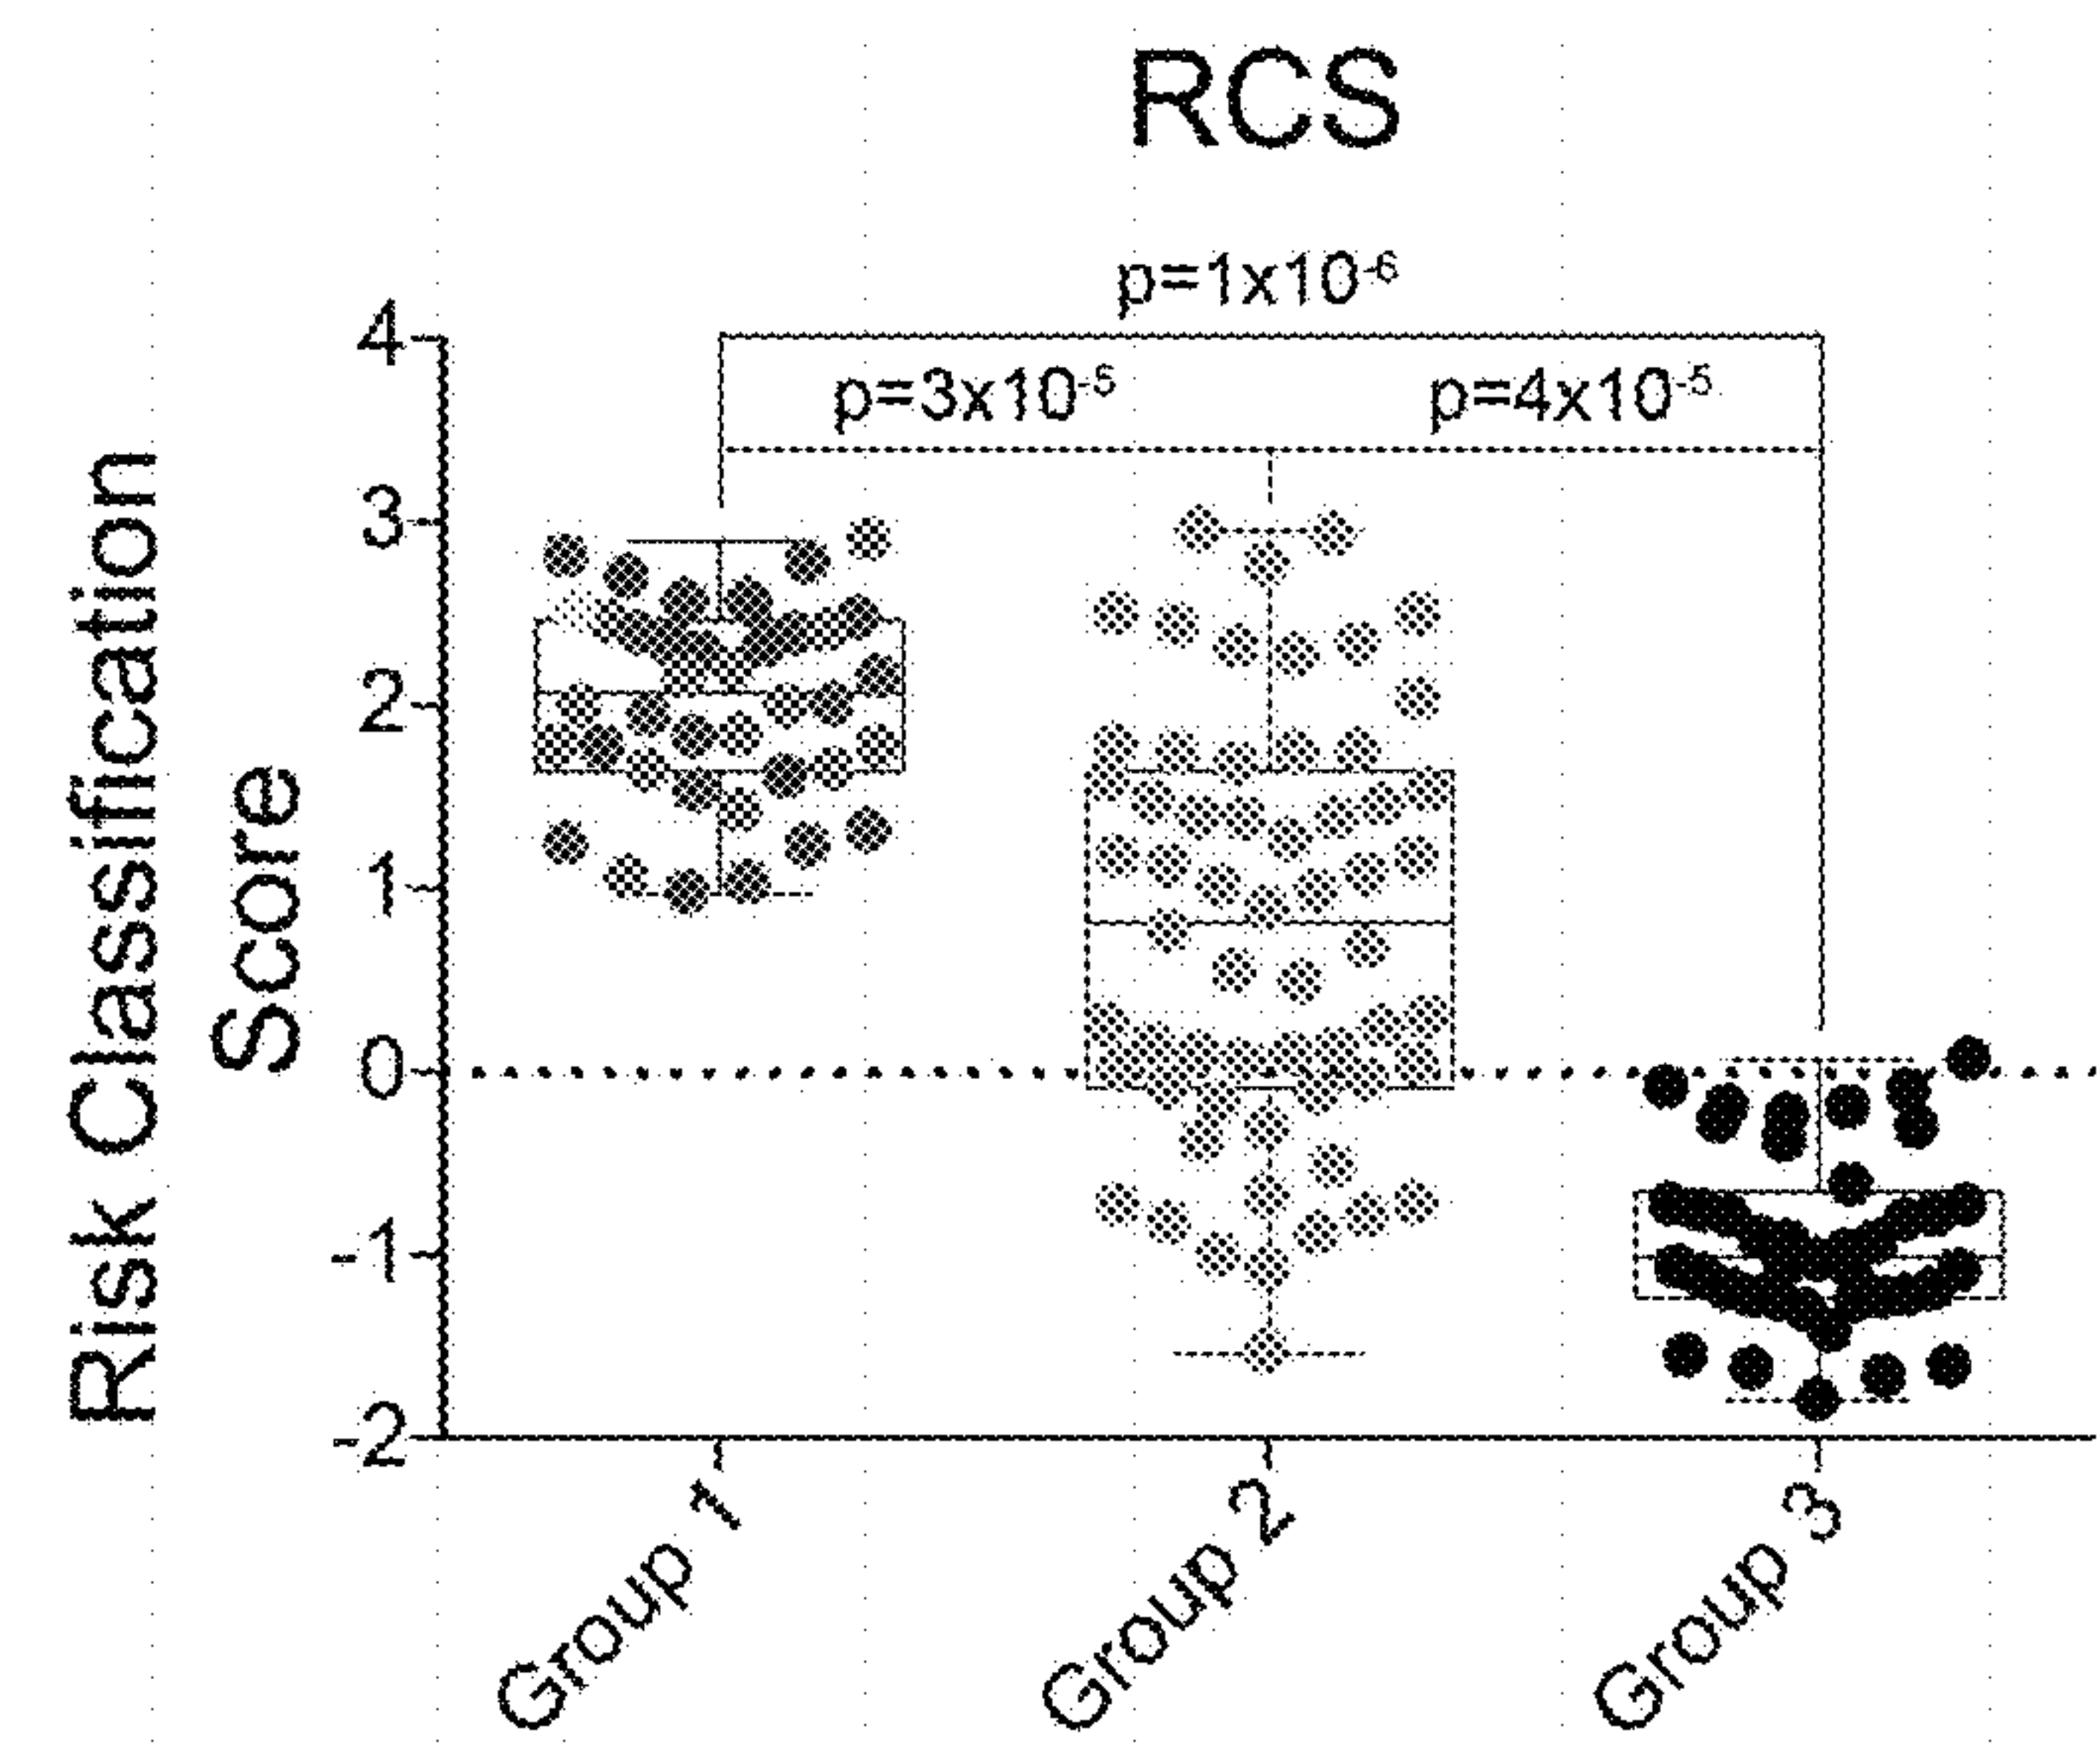 RCS
p=1x10⁻⁶
p=3x10⁻⁵ p=4x10⁻⁵
Risk Classification
Score
4
3
2
1
0
-1
-2
Group 1
Group 2
Group 3